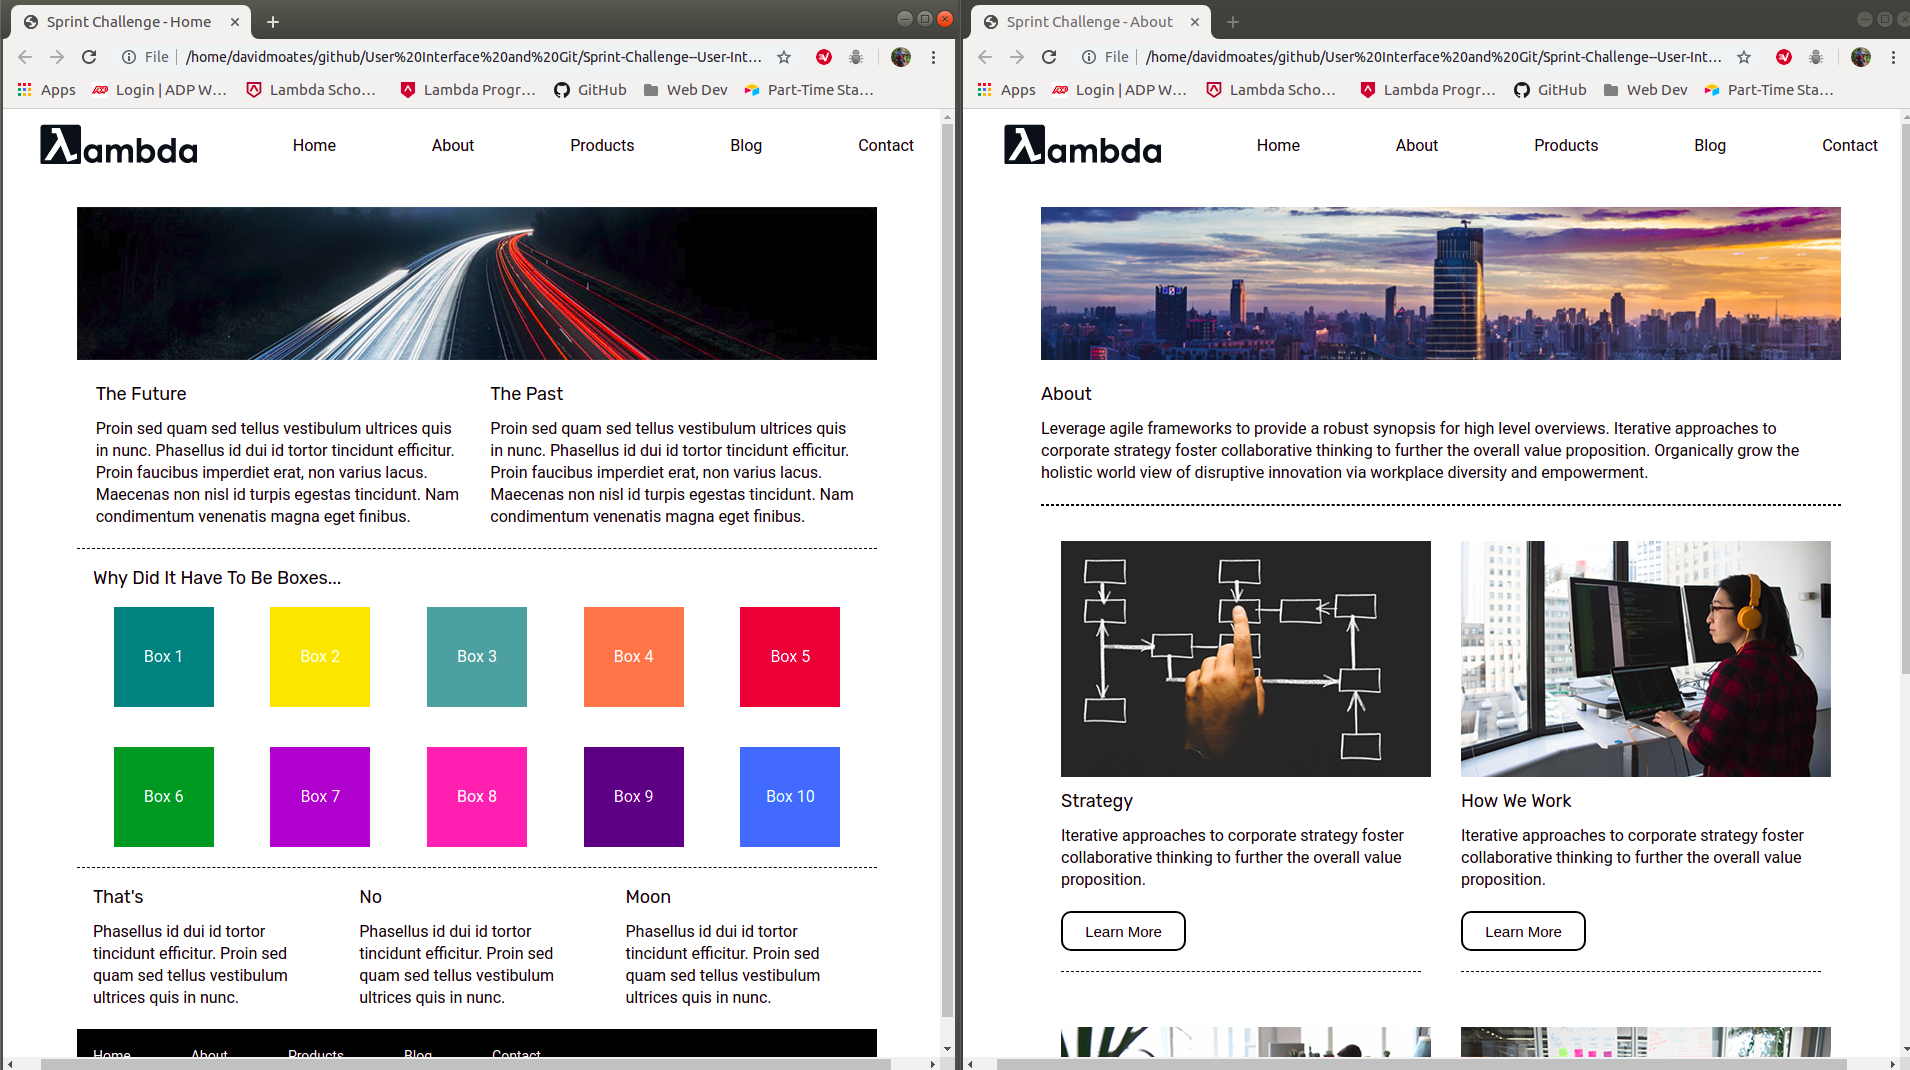 Sprint Challenge - Home
File
/home/davidmoates/github/User%20Interface%20and%20Git/Sprint-Challenge--User-Int…
Apps
Login | ADP W…
Lambda Scho…
Lambda Progr…
GitHub
Web Dev
Part-Time Sta…
λambda
Home
About
Products
Blog
Contact
The Future
Proin sed quam sed tellus vestibulum ultrices quis
in nunc. Phasellus id dui id tortor tincidunt efficitur.
Proin faucibus imperdiet erat, non varius lacus.
Maecenas non nisl id turpis egestas tincidunt. Nam
condimentum venenatis magna eget finibus.
The Past
Proin sed quam sed tellus vestibulum ultrices quis
in nunc. Phasellus id dui id tortor tincidunt efficitur.
Proin faucibus imperdiet erat, non varius lacus.
Maecenas non nisl id turpis egestas tincidunt. Nam
condimentum venenatis magna eget finibus.
Why Did It Have To Be Boxes...
Box 1
Box 2
Box 3
Box 4
Box 5
Box 6
Box 7
Box 8
Box 9
Box 10
That's
Phasellus id dui id tortor
tincidunt efficitur. Proin sed
quam sed tellus vestibulum
ultrices quis in nunc.
No
Phasellus id dui id tortor
tincidunt efficitur. Proin sed
quam sed tellus vestibulum
ultrices quis in nunc.
Moon
Phasellus id dui id tortor
tincidunt efficitur. Proin sed
quam sed tellus vestibulum
ultrices quis in nunc.
Home
About
Products
Blog
Contact
Sprint Challenge - About
File
/home/davidmoates/github/User%20Interface%20and%20Git/Sprint-Challenge--User-Int…
Apps
Login | ADP W…
Lambda Scho…
Lambda Progr…
GitHub
Web Dev
Part-Time Sta…
λambda
Home
About
Products
Blog
Contact
About
Leverage agile frameworks to provide a robust synopsis for high level overviews. Iterative approaches to
corporate strategy foster collaborative thinking to further the overall value proposition. Organically grow the
holistic world view of disruptive innovation via workplace diversity and empowerment.
Strategy
Iterative approaches to corporate strategy foster
collaborative thinking to further the overall value
proposition.
Learn More
How We Work
Iterative approaches to corporate strategy foster
collaborative thinking to further the overall value
proposition.
Learn More